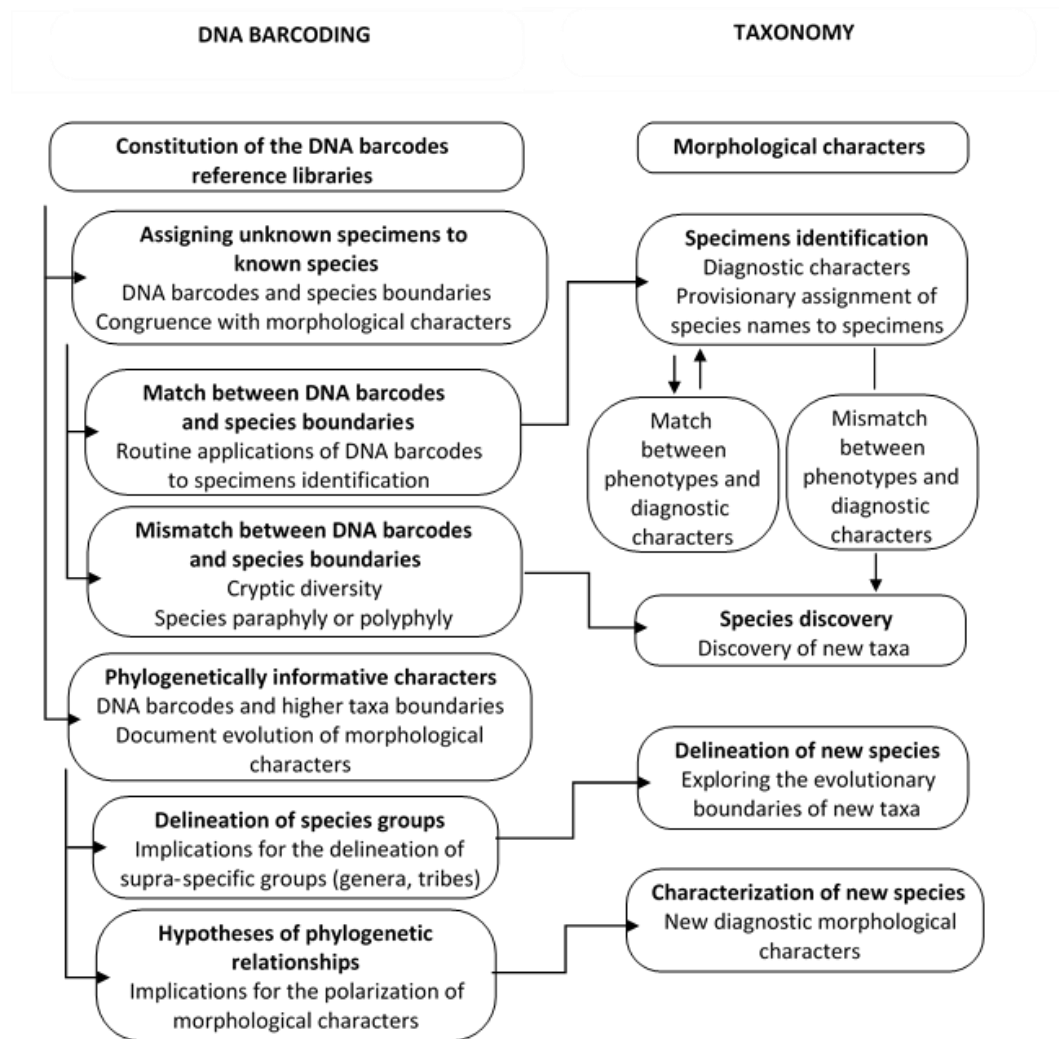 DNA BARCODING
TAXONOMY
Constitution of the DNA barcodes
reference libraries
Morphological characters
Assigning unknown specimens to
known species
DNA barcodes and species boundaries
Congruence with morphological characters
Specimens identification
Diagnostic characters
Provisionary assignment of
species names to specimens
Match between DNA barcodes
and species boundaries
Routine applications of DNA barcodes
to specimens identification
Match
between
phenotypes and
diagnostic
characters
Mismatch
between
phenotypes and
diagnostic
characters
Mismatch between DNA barcodes
and species boundaries
Cryptic diversity
Species paraphyly or polyphyly
Species discovery
Discovery of new taxa
Phylogenetically informative characters
DNA barcodes and higher taxa boundaries
Document evolution of morphological
characters
Delineation of new species
Exploring the evolutionary
boundaries of new taxa
Delineation of species groups
Implications for the delineation of
supra-specific groups (genera, tribes)
Characterization of new species
New diagnostic morphological
characters
Hypotheses of phylogenetic
relationships
Implications for the polarization of
morphological characters